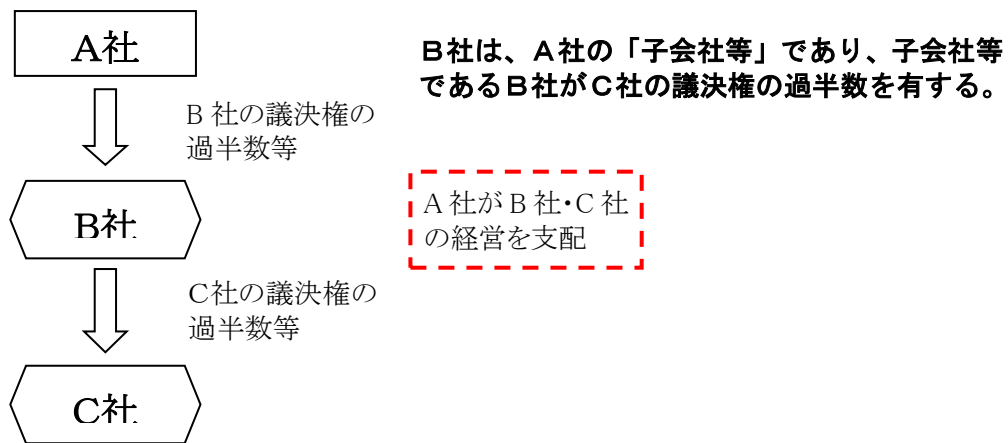 A社
B社は、A社の「子会社等」であり、子会社等
であるB社がC社の議決権の過半数を有する。
B社の議決権の
過半数等
B社
A社がB社・C社
の経営を支配
C社の議決権の
過半数等
C社